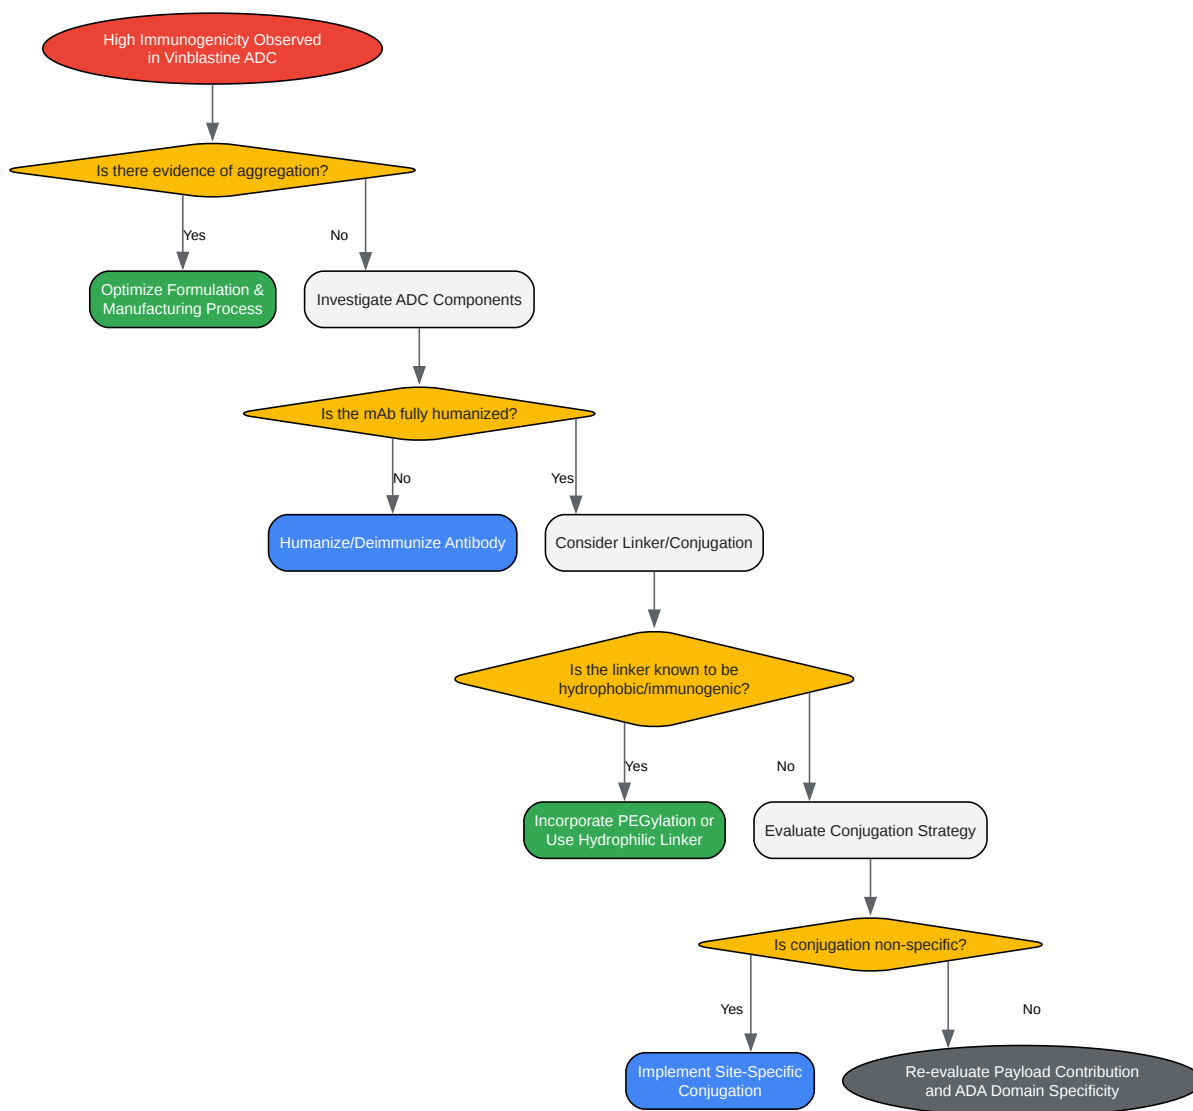 High Immunogenicity Observed
in Vinblastine ADC
Is there evidence of aggregation?
Yes
No
Optimize Formulation &
Manufacturing Process
Investigate ADC Components
Is the mAb fully humanized?
No
Yes
Humanize/Deimmunize Antibody
Consider Linker/Conjugation
Is the linker known to be
hydrophobic/immunogenic?
Yes
No
Incorporate PEGylation or
Use Hydrophilic Linker
Evaluate Conjugation Strategy
Is conjugation non-specific?
Yes
No
Implement Site-Specific
Conjugation
Re-evaluate Payload Contribution
and ADA Domain Specificity